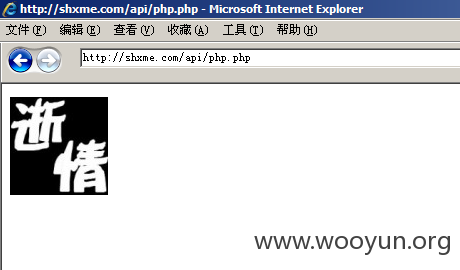 http://shxme.com/api/php.php - Microsoft Internet Explorer
文件(F) 编辑(E) 查看(V) 收藏(A) 工具(T) 帮助(H)
http://shxme.com/api/php.php
逝
情
www.wooyun.org